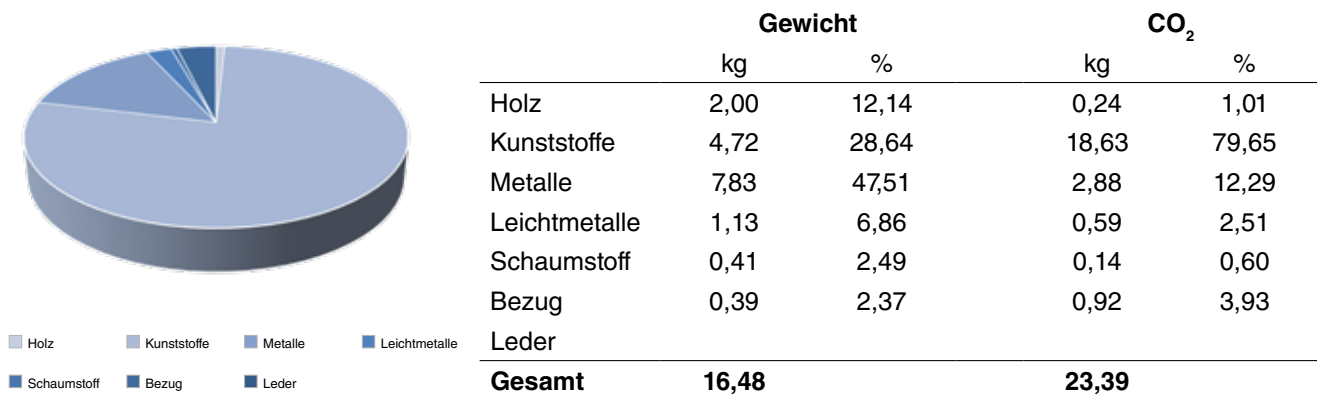 Gewicht CO₂
kg % kg %
Holz 2,00 12,14 0,24 1,01
Kunststoffe 4,72 28,64 18,63 79,65
Metalle 7,83 47,51 2,88 12,29
Leichtmetalle 1,13 6,86 0,59 2,51
Schaumstoff 0,41 2,49 0,14 0,60
Bezug 0,39 2,37 0,92 3,93
Leder
Gesamt 16,48 23,39
Holz Kunststoffe Metalle Leichtmetalle
Schaumstoff Bezug Leder